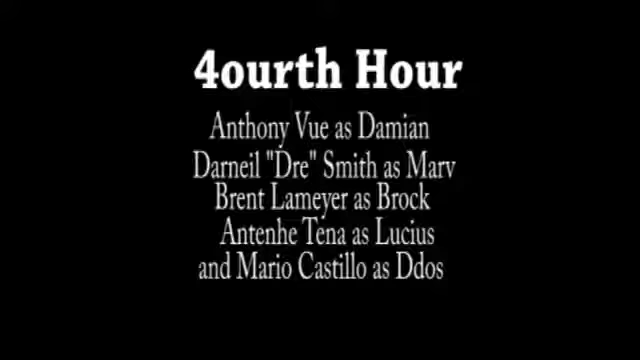 4ourth Hour
Anthony Vue as Damian
Darneil "Dre" Smith as Marv
Brent Lameyer as Brock
Antenhe Tena as Lucius
and Mario Castillo as Ddos